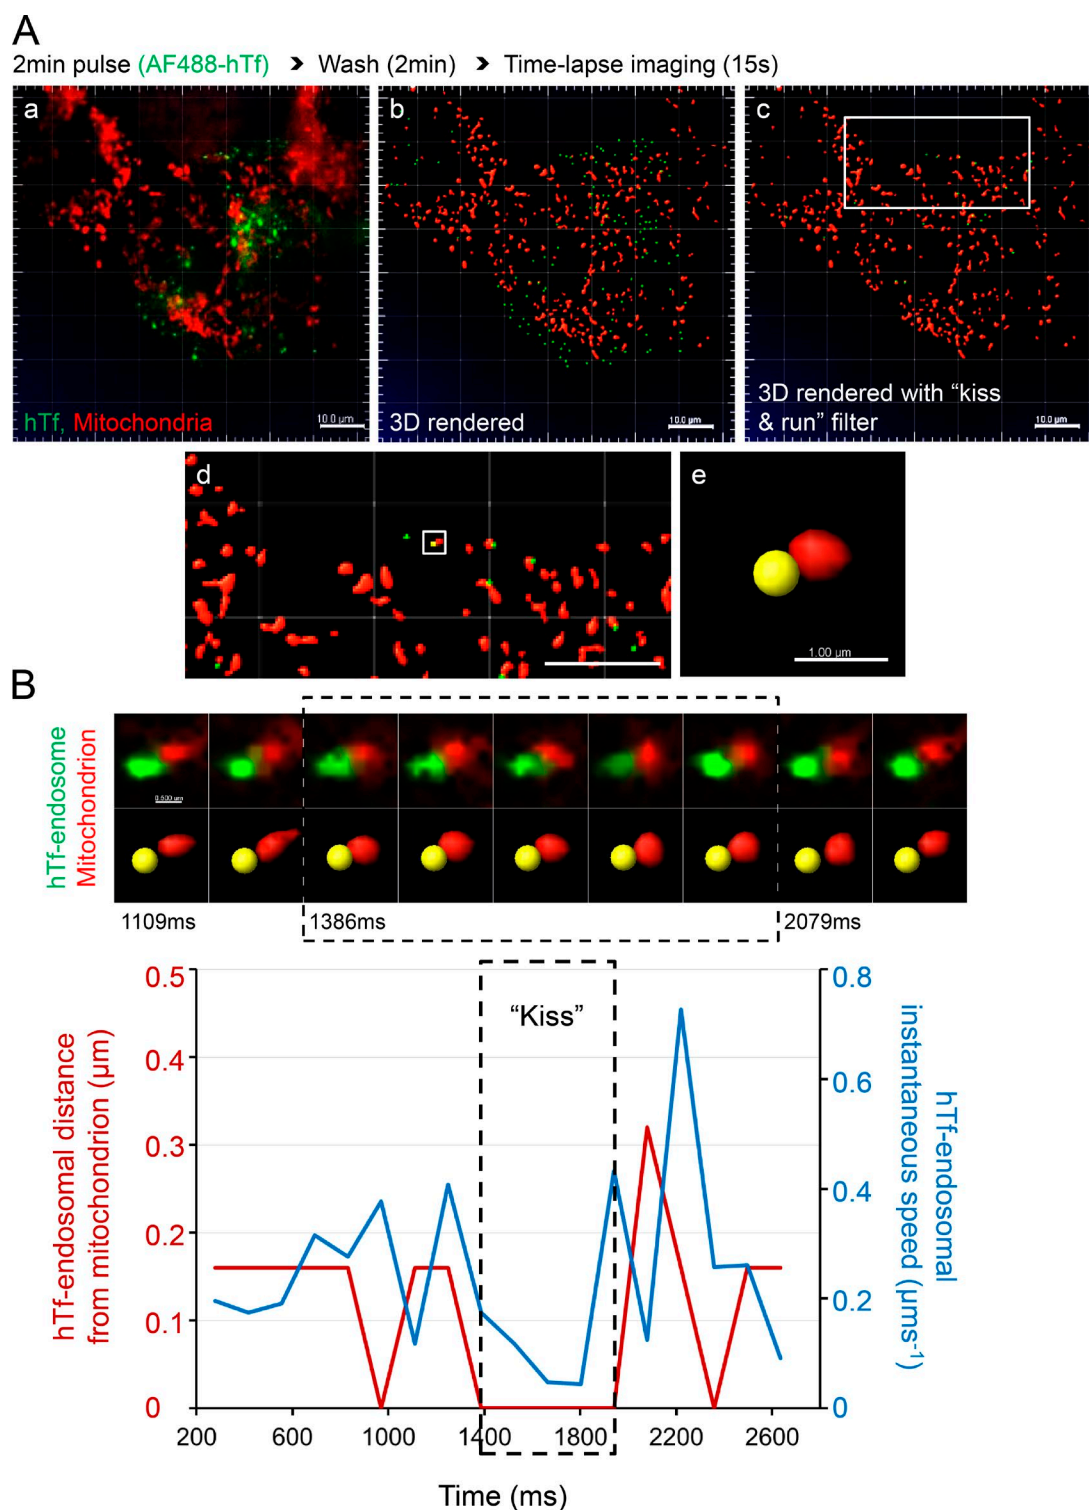 A
2min pulse (AF488-hTf) > Wash (2min) > Time-lapse imaging (15s)
a
hTf, Mitochondria
10.0 µm
b
3D rendered
10.0 µm
c
3D rendered with “kiss
& run” filter
10.0 µm
d
e
1.00 µm
B
hTf-endosome
Mitochondrion
0.500 µm
1109ms
1386ms
2079ms
hTf-endosomal distance
from mitochondrion (µm)
0.5
0.4
0.3
0.2
0.1
0
“Kiss”
0.8
0.6
0.4
0.2
0
hTf-endosomal
instantaneous speed (µms⁻¹)
200 600 1000 1400 1800 2200 2600
Time (ms)